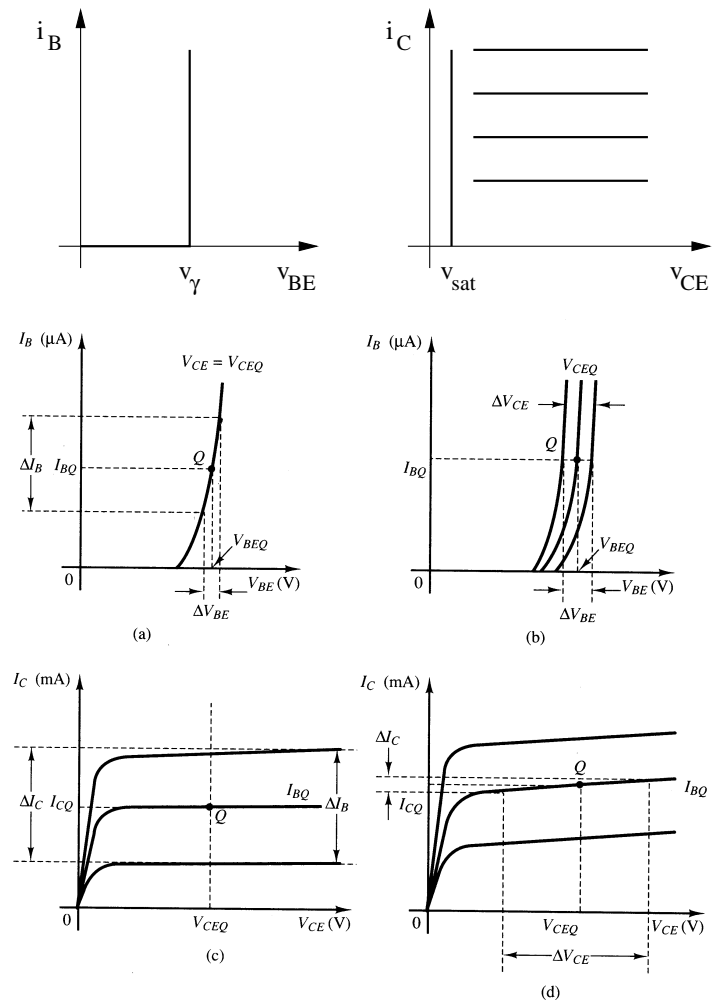 i_B
v_γ
v_BE
i_C
v_sat
v_CE
I_B (μA)
V_CE = V_CEQ
ΔI_B
I_BQ
Q
V_BEQ
0
V_BE (V)
ΔV_BE
(a)
I_B (μA)
V_CEQ
ΔV_CE
Q
I_BQ
V_BEQ
0
V_BE (V)
ΔV_BE
(b)
I_C (mA)
ΔI_C
I_CQ
I_BQ
ΔI_B
Q
0
V_CEQ
V_CE (V)
(c)
I_C (mA)
ΔI_C
Q
I_CQ
I_BQ
0
V_CEQ
V_CE (V)
ΔV_CE
(d)